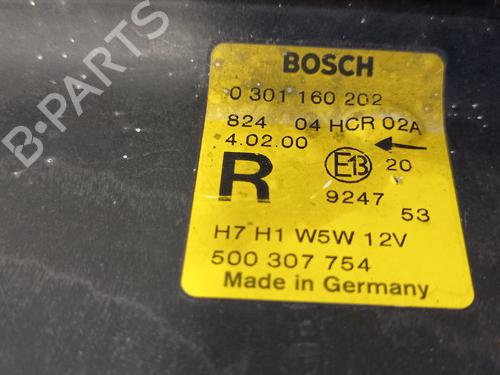 BOSCH
0 301 160 202
824 04 HCR 02A
4.02.00 ←
R E13 20
9247
53
H7 H1 W5W 12V
500 307 754
Made in Germany
B-PARTS